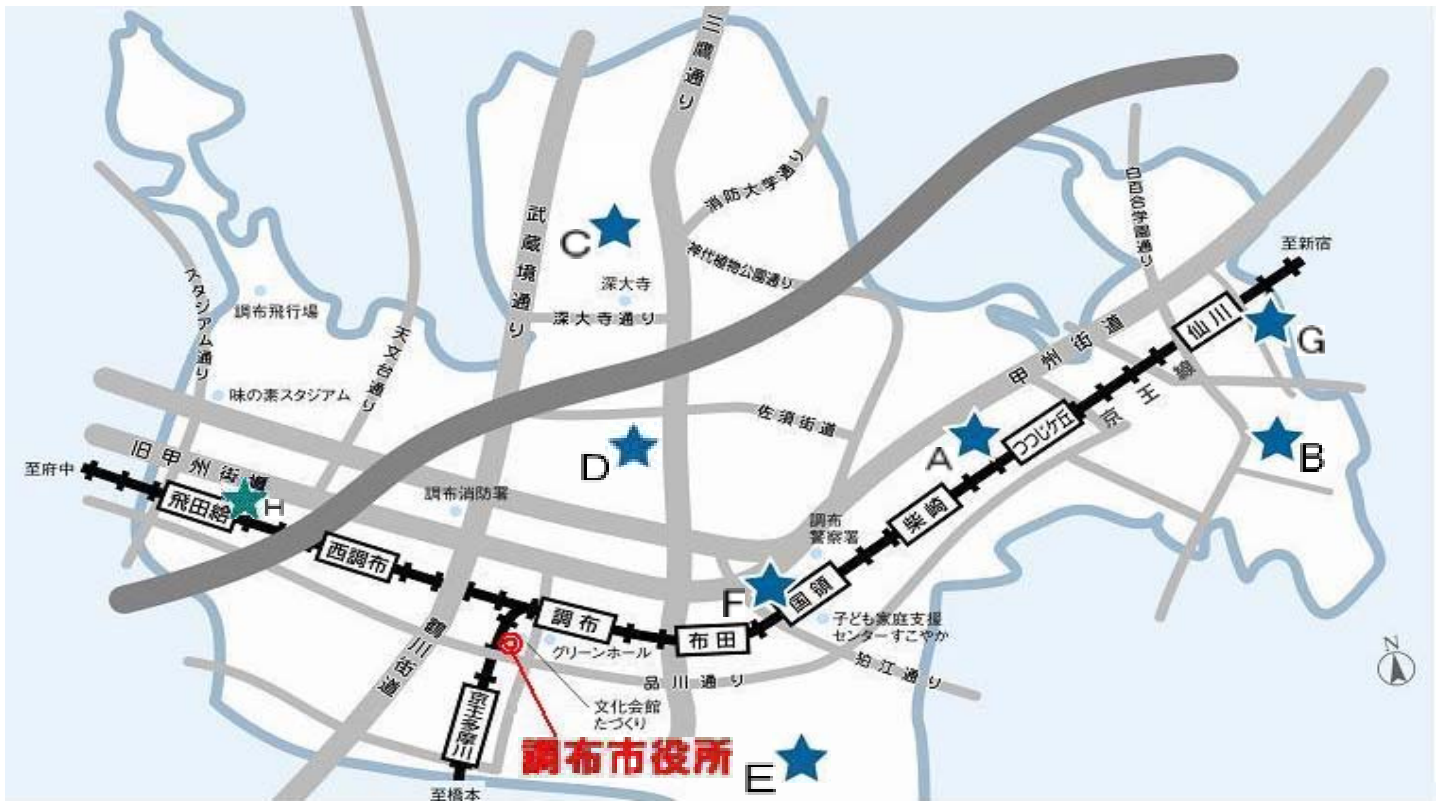 三鷹通り
消防大学通り
白百合学園通り
武蔵境通り
C
至新宿
神代植物公園通り
深大寺
スタジアム通り
調布飛行場
深大寺通り
仙川
G
甲州街道
天文台通り
味の素スタジアム
京王線
佐須街道
つつじケ丘
A
B
旧甲州街道
D
至府中
飛田給
H
調布消防署
調布
警察署
柴崎
西調布
F
国領
調布
布田
子ども家庭支援
センターすこやか
グリーンホール
鶴川街道
品川通り
狛江通り
N
京王多摩川
文化会館
たづくり
調布市役所
E
至橋本